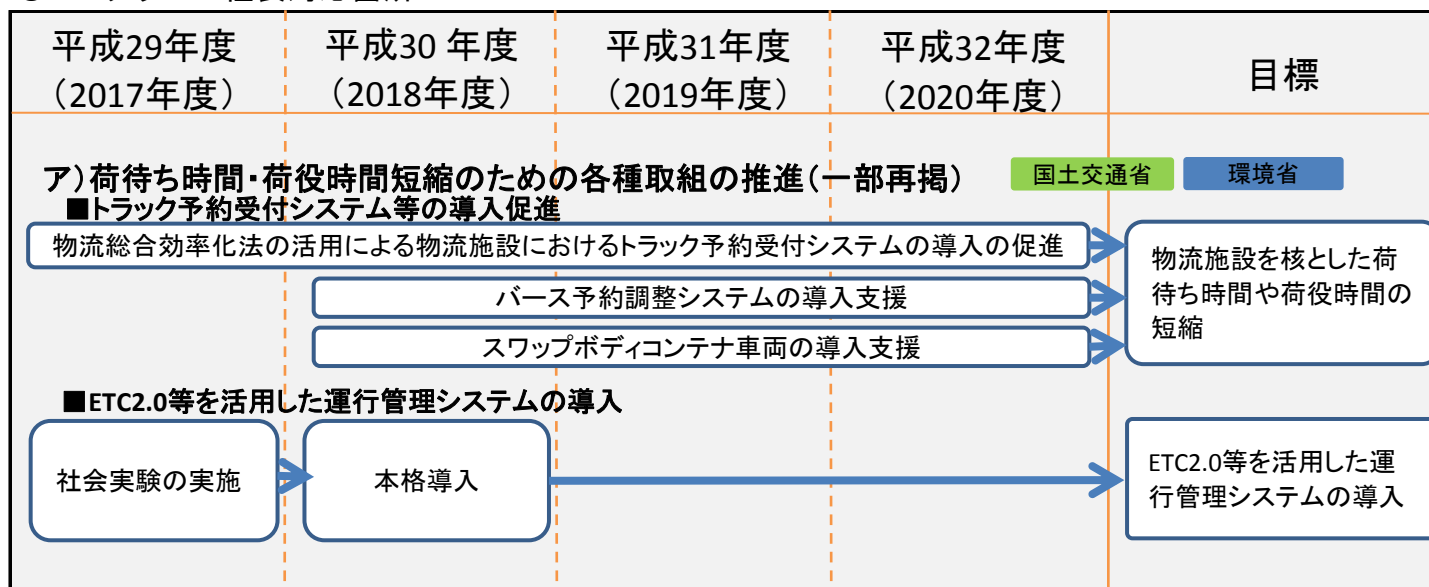 平成29年度
(2017年度)
平成30 年度
(2018年度)
平成31年度
(2019年度)
平成32年度
(2020年度)
目標
ア)荷待ち時間・荷役時間短縮のための各種取組の推進(一部再掲)
国土交通省
環境省
■トラック予約受付システム等の導入促進
物流総合効率化法の活用による物流施設におけるトラック予約受付システムの導入の促進
バース予約調整システムの導入支援
スワップボディコンテナ車両の導入支援
物流施設を核とした荷
待ち時間や荷役時間の
短縮
■ETC2.0等を活用した運行管理システムの導入
社会実験の実施
本格導入
ETC2.0等を活用した運
行管理システムの導入